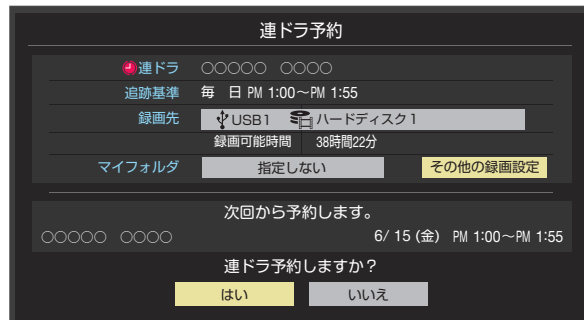 連ドラ予約
連ドラ ○○○○○ ○○○○
追跡基準 毎 日 PM 1:00～PM 1:55
録画先 USB1 ハードディスク1
録画可能時間 38時間22分
マイフォルダ 指定しない その他の録画設定
次回から予約します。
○○○○○ ○○○○ 6/ 15 (金) PM 1:00～PM 1:55
連ドラ予約しますか？
はい いいえ